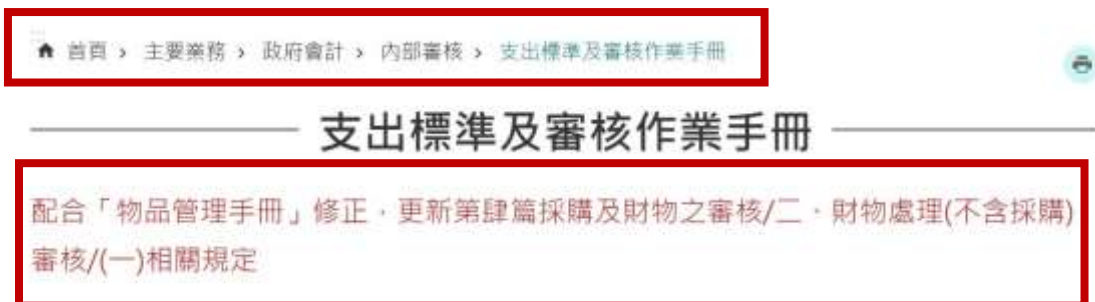 首頁 › 主要業務 › 政府會計 › 內部審核 › 支出標準及審核作業手冊
支出標準及審核作業手冊
配合「物品管理手冊」修正，更新第肆篇採購及財物之審核/二、財物處理(不含採購)
審核/(一)相關規定